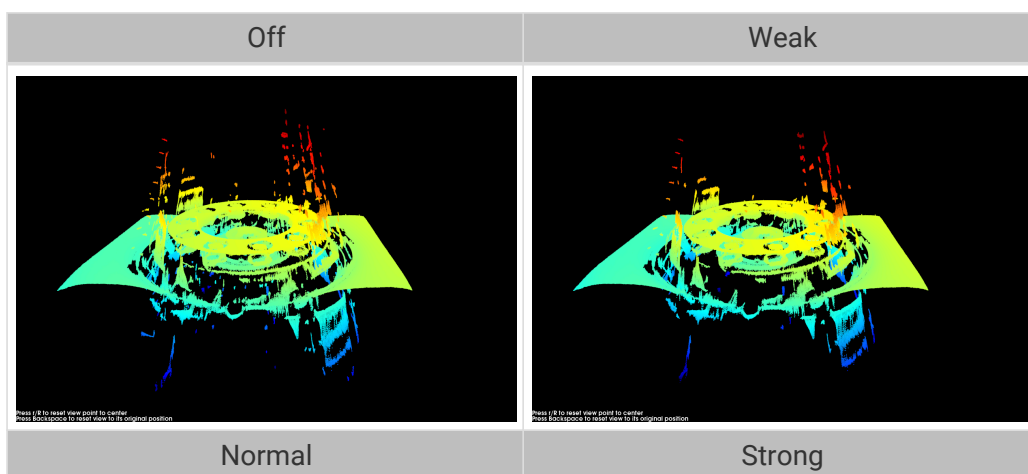 Off
Weak
Press r/R to reset view point to center
Press Backspace to reset view to its original position
Press r/R to reset view point to center
Press Backspace to reset view to its original position
Normal
Strong